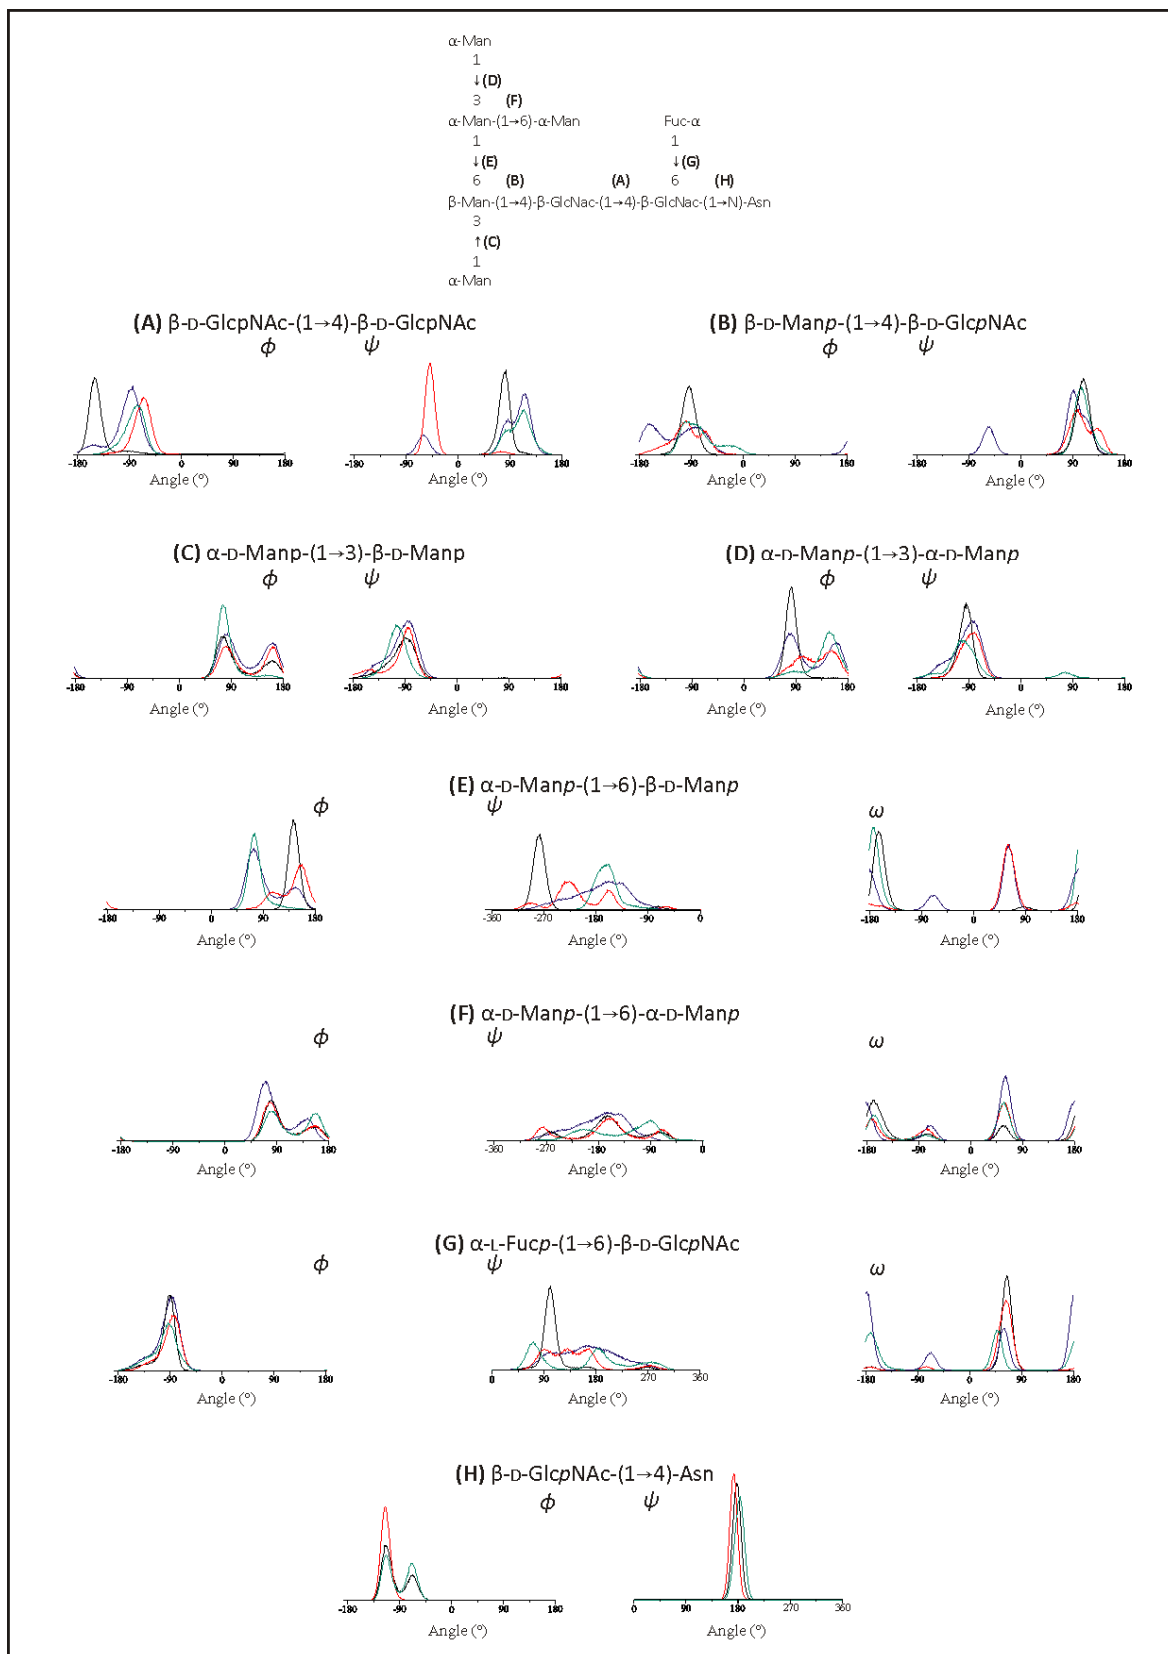 α-Man
1
↓(D)
3 (F)
α-Man-(1→6)-α-Man Fuc-α
1 1
↓(E) ↓(G)
6 (B) (A) 6 (H)
β-Man-(1→4)-β-GlcNac-(1→4)-β-GlcNac-(1→N)-Asn
3
↑(C)
1
α-Man
(A) β-D-GlcpNAc-(1→4)-β-D-GlcpNAc
ϕ ψ
-180 -90 0 90 180
Angle (°)
-180 -90 0 90 180
Angle (°)
(B) β-D-Manp-(1→4)-β-D-GlcpNAc
ϕ ψ
-180 -90 0 90 180
Angle (°)
-180 -90 0 90 180
Angle (°)
(C) α-D-Manp-(1→3)-β-D-Manp
ϕ ψ
-180 -90 0 90 180
Angle (°)
-180 -90 0 90 180
Angle (°)
(D) α-D-Manp-(1→3)-α-D-Manp
ϕ ψ
-180 -90 0 90 180
Angle (°)
-180 -90 0 90 180
Angle (°)
(E) α-D-Manp-(1→6)-β-D-Manp
ϕ ψ ω
-180 -90 0 90 180
Angle (°)
-360 -270 -180 -90 0
Angle (°)
-180 -90 0 90 180
Angle (°)
(F) α-D-Manp-(1→6)-α-D-Manp
ϕ ψ ω
-180 -90 0 90 180
Angle (°)
-360 -270 -180 -90 0
Angle (°)
-180 -90 0 90 180
Angle (°)
(G) α-L-Fucp-(1→6)-β-D-GlcpNAc
ϕ ψ ω
-180 -90 0 90 180
Angle (°)
0 90 180 270 360
Angle (°)
-180 -90 0 90 180
Angle (°)
(H) β-D-GlcpNAc-(1→4)-Asn
ϕ ψ
-180 -90 0 90 180
Angle (°)
0 90 180 270 360
Angle (°)